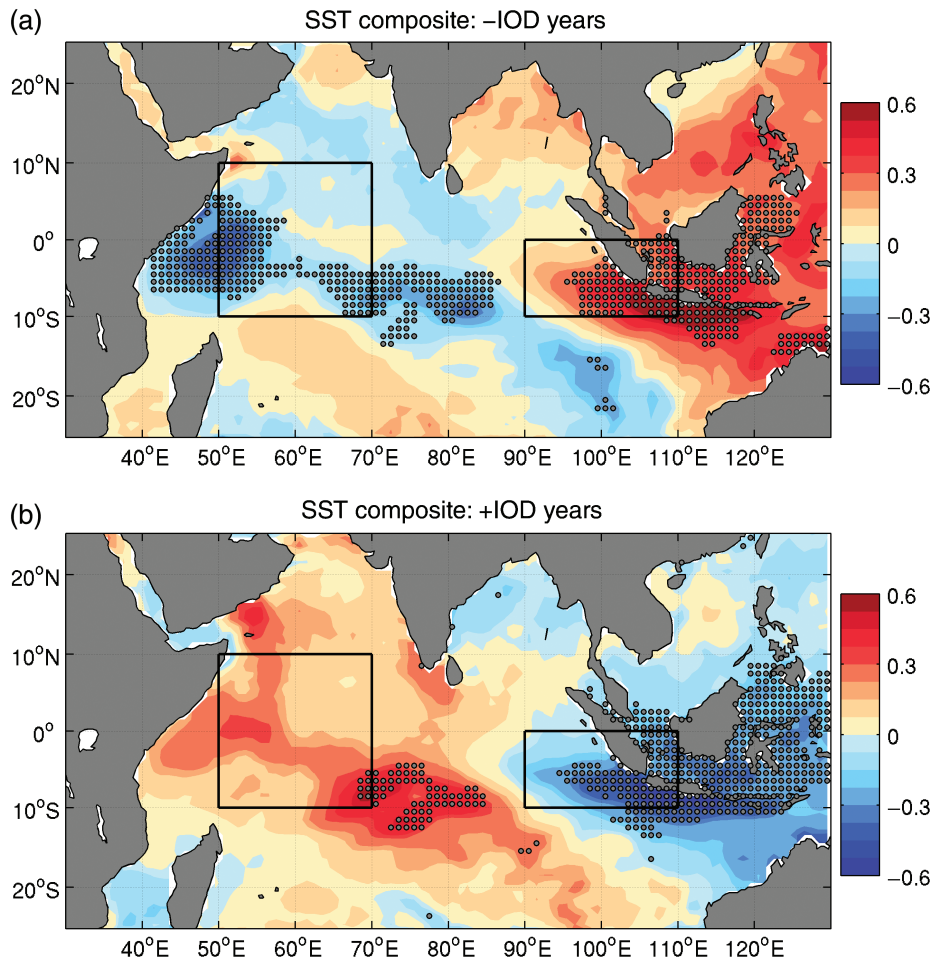 (a)
SST composite: −IOD years
20°N
10°N
0°
10°S
20°S
40°E 50°E 60°E 70°E 80°E 90°E 100°E 110°E 120°E
0.6
0.3
0
−0.3
−0.6
(b)
SST composite: +IOD years
20°N
10°N
0°
10°S
20°S
40°E 50°E 60°E 70°E 80°E 90°E 100°E 110°E 120°E
0.6
0.3
0
−0.3
−0.6